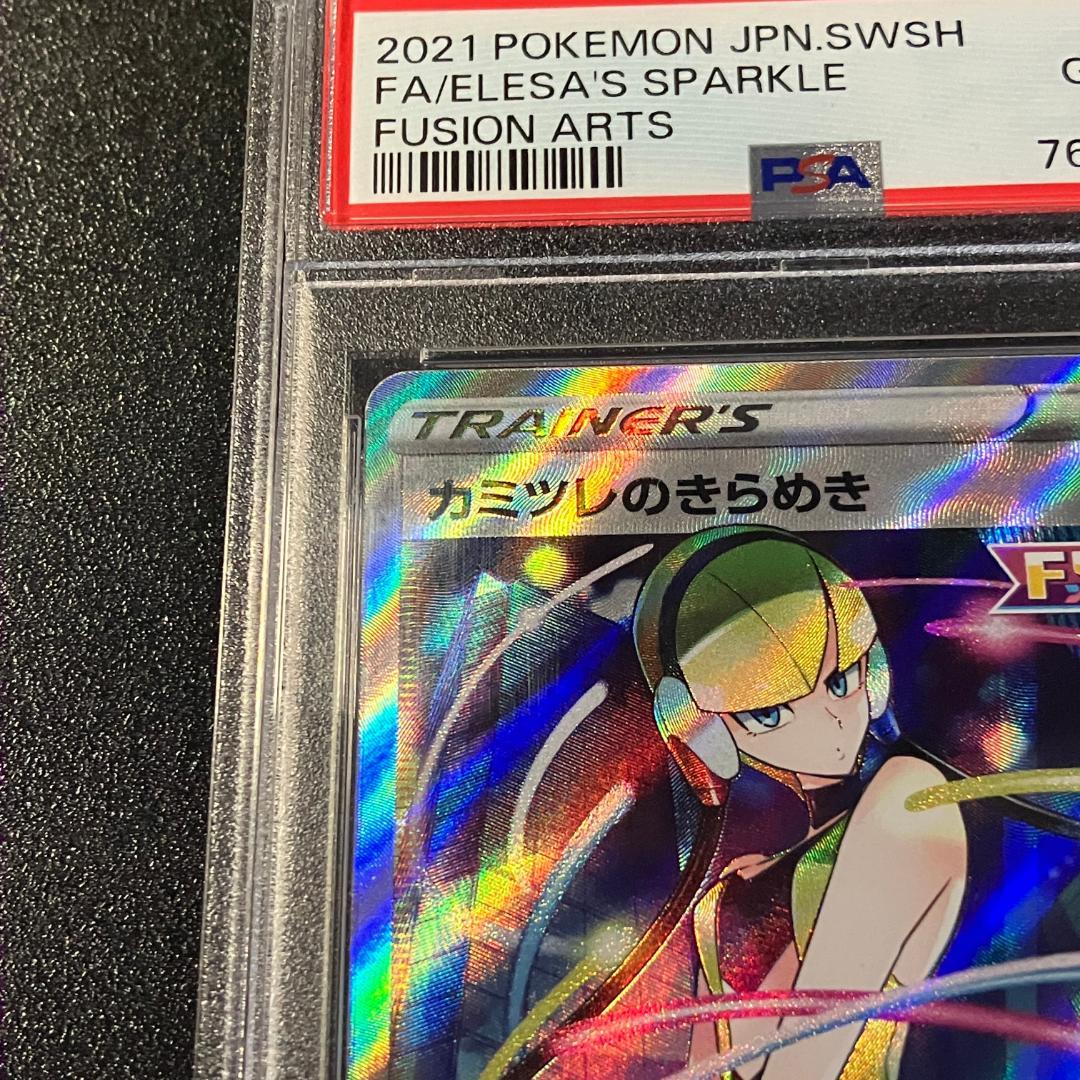 2021 POKEMON JPN.SWSH
FA/ELESA'S SPARKLE
FUSION ARTS
76
PSA
TRAINER'S
カミツレのきらめき